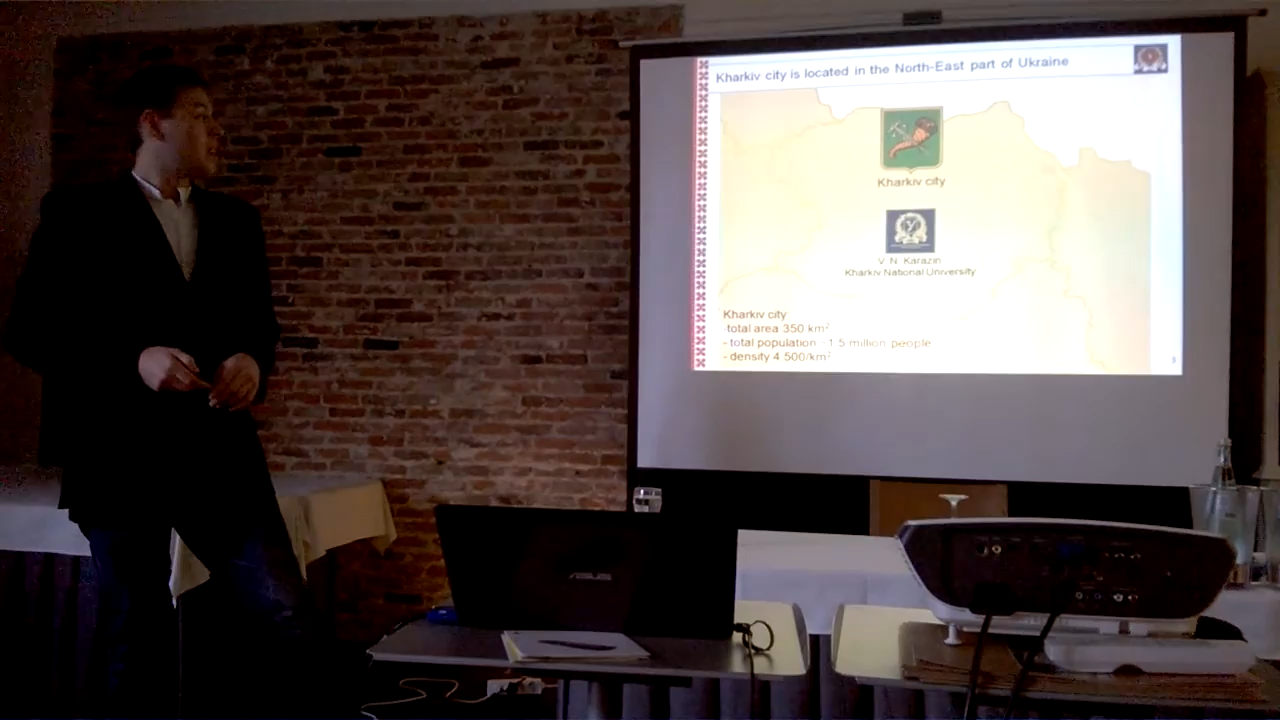 Kharkiv city is located in the North-East part of Ukraine
Kharkiv city
V. N. Karazin
Kharkiv National University
Kharkiv city
-total area 350 km²
- total population ~1.5 million people
- density 4 500/km²
3
ASUS